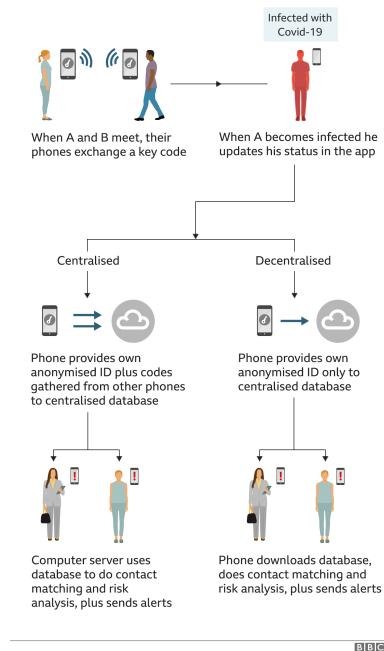 Infected with
Covid-19
When A and B meet, their
phones exchange a key code
When A becomes infected he
updates his status in the app
Centralised
Decentralised
Phone provides own
anonymised ID plus codes
gathered from other phones
to centralised database
Phone provides own
anonymised ID only to
centralised database
!
!
!
!
Computer server uses
database to do contact
matching and risk
analysis, plus sends alerts
Phone downloads database,
does contact matching and
risk analysis, plus sends alerts
BBC